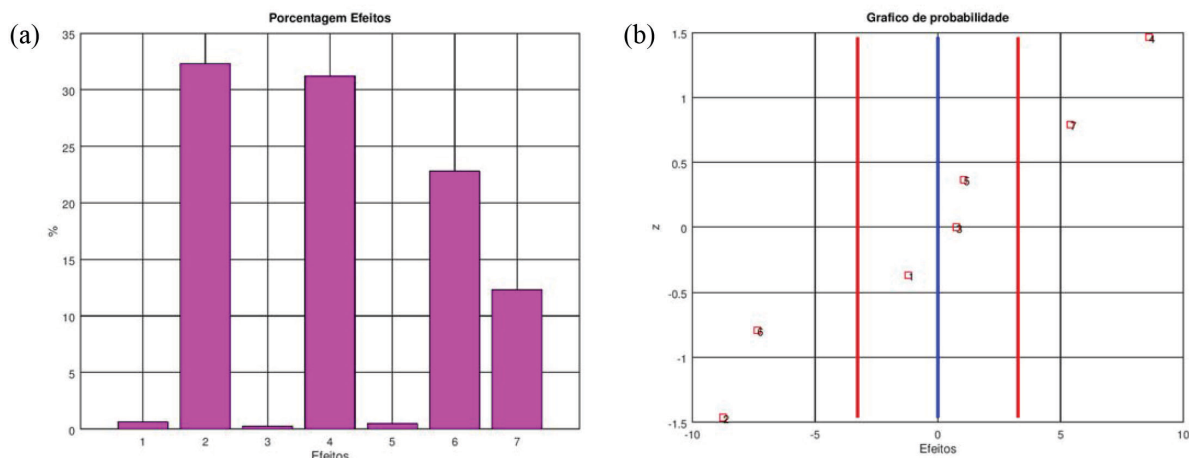 (a)
Porcentagem Efeitos
35
30
25
20
15
10
5
0
%
1 2 3 4 5 6 7
Efeitos
(b)
Grafico de probabilidade
1.5
1
0.5
0
-0.5
-1
-1.5
z
4
7
5
3
1
6
2
-10 -5 0 5 10
Efeitos